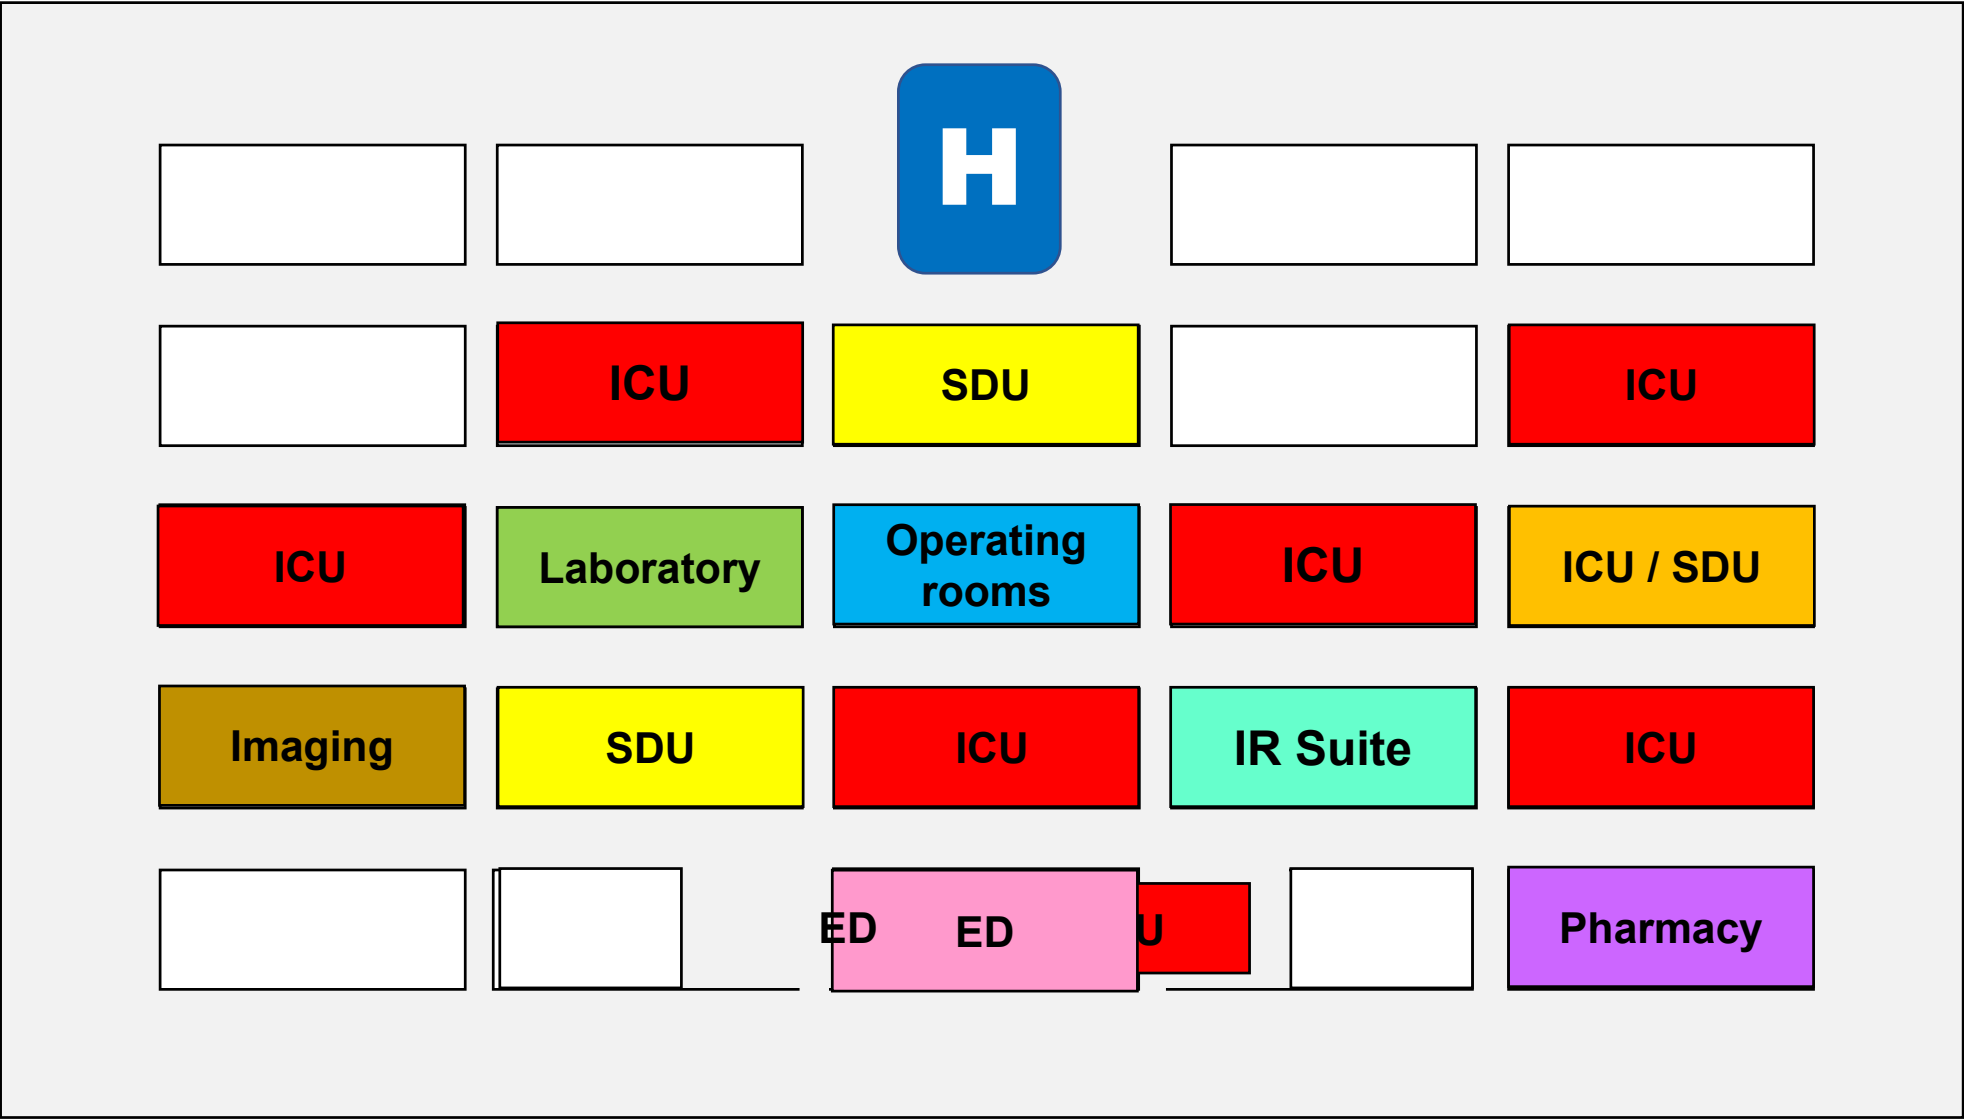 H
ICU
SDU
ICU
ICU
Laboratory
Operating
rooms
ICU
ICU / SDU
Imaging
SDU
ICU
IR Suite
ICU
ED
ED
U
Pharmacy